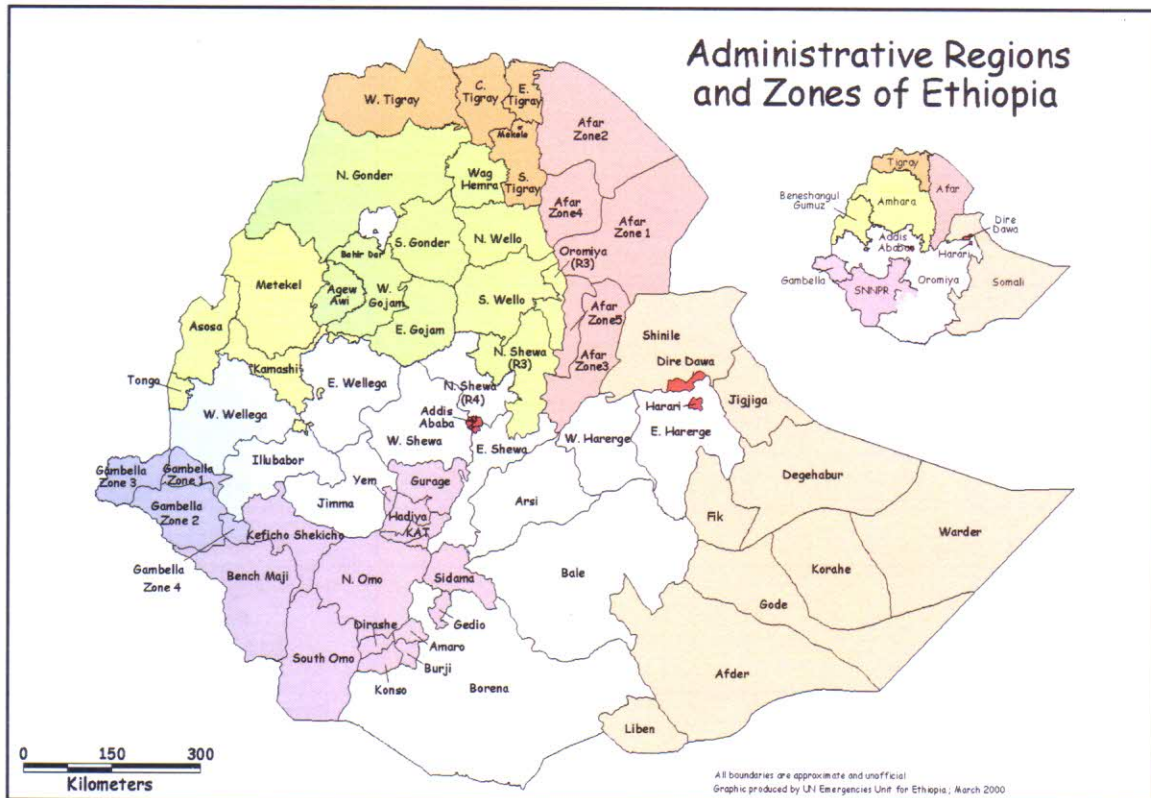 Administrative Regions
and Zones of Ethiopia
W. Tigray
C.
Tigray
E.
Tigray
Mekele
S.
Tigray
Afar
Zone2
N. Gonder
Wag
Hemra
Afar
Zone4
Afar
Zone 1
S. Gonder
N. Wello
Oromiya
(R3)
Bahir Dar
Metekel
Agew
Awi
W.
Gojam
S. Wello
E. Gojam
Afar
Zone5
Asosa
N. Shewa
(R3)
Afar
Zone3
Shinile
Dire Dawa
Kamashi
Tongo
E. Wellega
N. Shewa
(R4)
W. Wellega
Addis
Ababa
Harari
Jigjiga
W. Shewa
E. Shewa
W. Harerge
E. Harerge
Illubabor
Gambella
Zone 3
Gambella
Zone 1
Yem
Gurage
Degehabur
Gambella
Zone 2
Jimma
Arsi
Hadiya
Fik
KAT
Keficho Shekicho
Warder
Gambella
Zone 4
Bench Maji
N. Omo
Sidama
Bale
Korahe
Gode
Gedio
Dirashe
Amaro
South Omo
Burji
Afder
Konso
Borena
Liben
Tigray
Afar
Beneshangul
Gumuz
Amhara
Dire
Dawa
Addis
Ababa
Harari
Gambella
SNNPR
Oromiya
Somali
0 150 300
Kilometers
All boundaries are approximate and unofficial
Graphic produced by UN Emergencies Unit for Ethiopia; March 2000